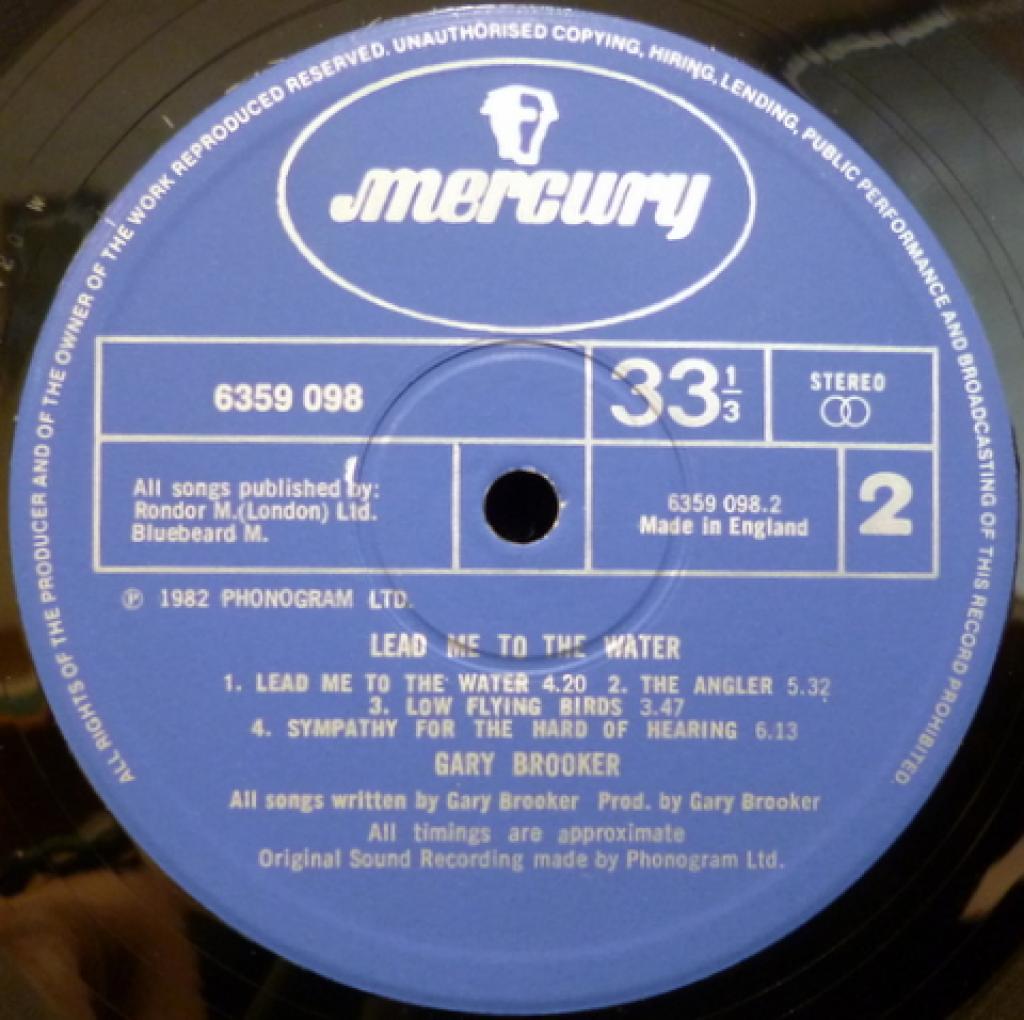 ALL RIGHTS OF THE PRODUCER AND OF THE OWNER OF THE WORK REPRODUCED RESERVED. UNAUTHORISED COPYING, HIRING, LENDING, PUBLIC PERFORMANCE AND BROADCASTING OF THIS RECORD PROHIBITED.
mercury
6359 098
33 1/3
STEREO
All songs published by:
Rondor M.(London) Ltd.
Bluebeard M.
6359 098.2
Made in England
2
℗ 1982 PHONOGRAM LTD.
LEAD ME TO THE WATER
1. LEAD ME TO THE WATER 4.20 2. THE ANGLER 5.32
3. LOW FLYING BIRDS 3.47
4. SYMPATHY FOR THE HARD OF HEARING 6.13
GARY BROOKER
All songs written by Gary Brooker Prod. by Gary Brooker
All timings are approximate
Original Sound Recording made by Phonogram Ltd.